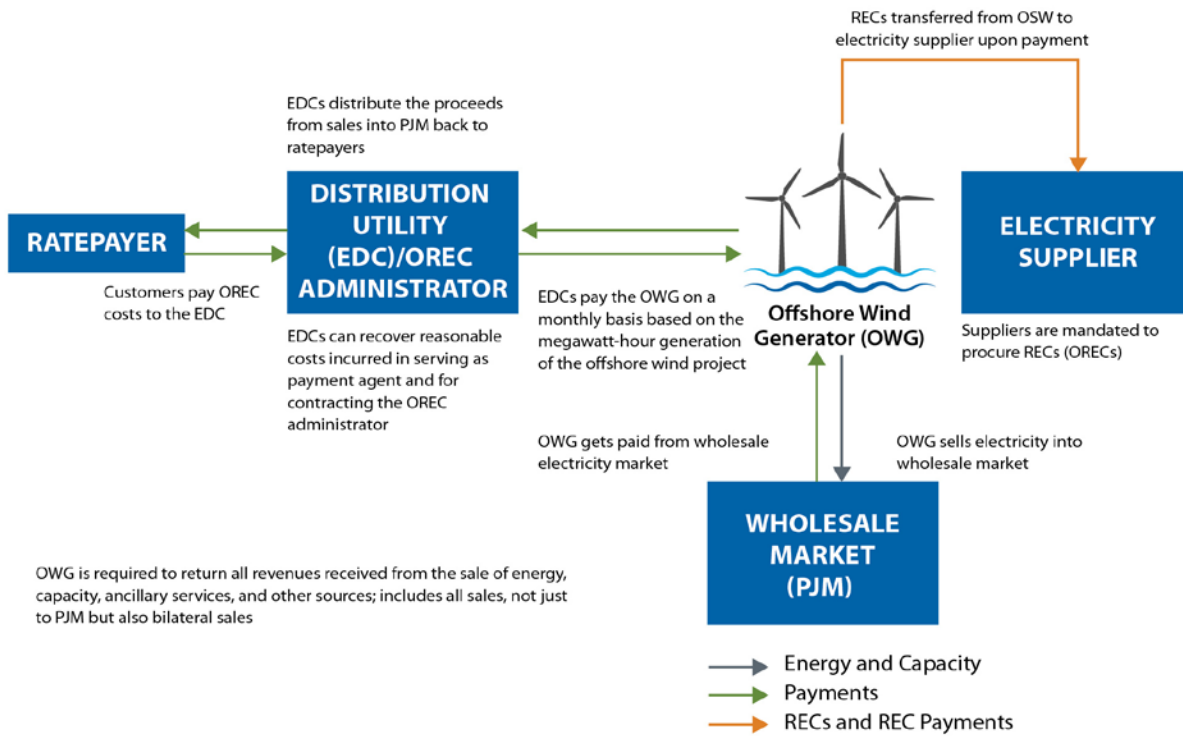 RECs transferred from OSW to
electricity supplier upon payment
EDCs distribute the proceeds
from sales into PJM back to
ratepayers
RATEPAYER
DISTRIBUTION
UTILITY
(EDC)/OREC
ADMINISTRATOR
ELECTRICITY
SUPPLIER
Customers pay OREC
costs to the EDC
EDCs can recover reasonable
costs incurred in serving as
payment agent and for
contracting the OREC
administrator
EDCs pay the OWG on a
monthly basis based on the
megawatt-hour generation
of the offshore wind project
Offshore Wind
Generator (OWG)
Suppliers are mandated to
procure RECs (ORECs)
OWG gets paid from wholesale
electricity market
OWG sells electricity into
wholesale market
WHOLESALE
MARKET
(PJM)
OWG is required to return all revenues received from the sale of energy,
capacity, ancillary services, and other sources; includes all sales, not just
to PJM but also bilateral sales
Energy and Capacity
Payments
RECs and REC Payments